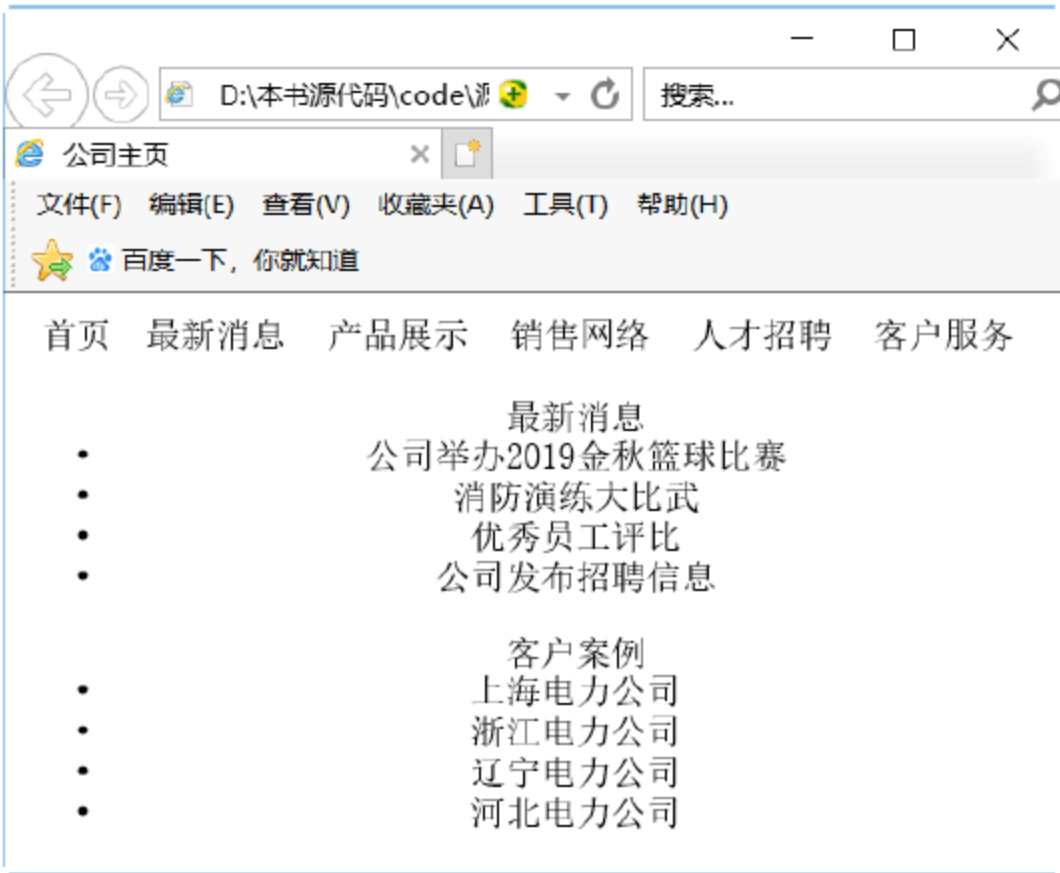 D:\本书源代码\code\源
搜索...
公司主页
文件(F) 编辑(E) 查看(V) 收藏夹(A) 工具(T) 帮助(H)
百度一下，你就知道
首页 最新消息 产品展示 销售网络 人才招聘 客户服务
最新消息
• 公司举办2019金秋篮球比赛
• 消防演练大比武
• 优秀员工评比
• 公司发布招聘信息
客户案例
• 上海电力公司
• 浙江电力公司
• 辽宁电力公司
• 河北电力公司